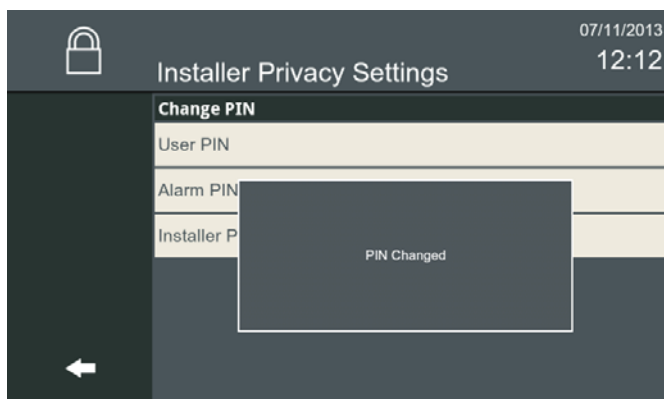 07/11/2013
12:12
Installer Privacy Settings
Change PIN
User PIN
Alarm PIN
Installer P
PIN Changed